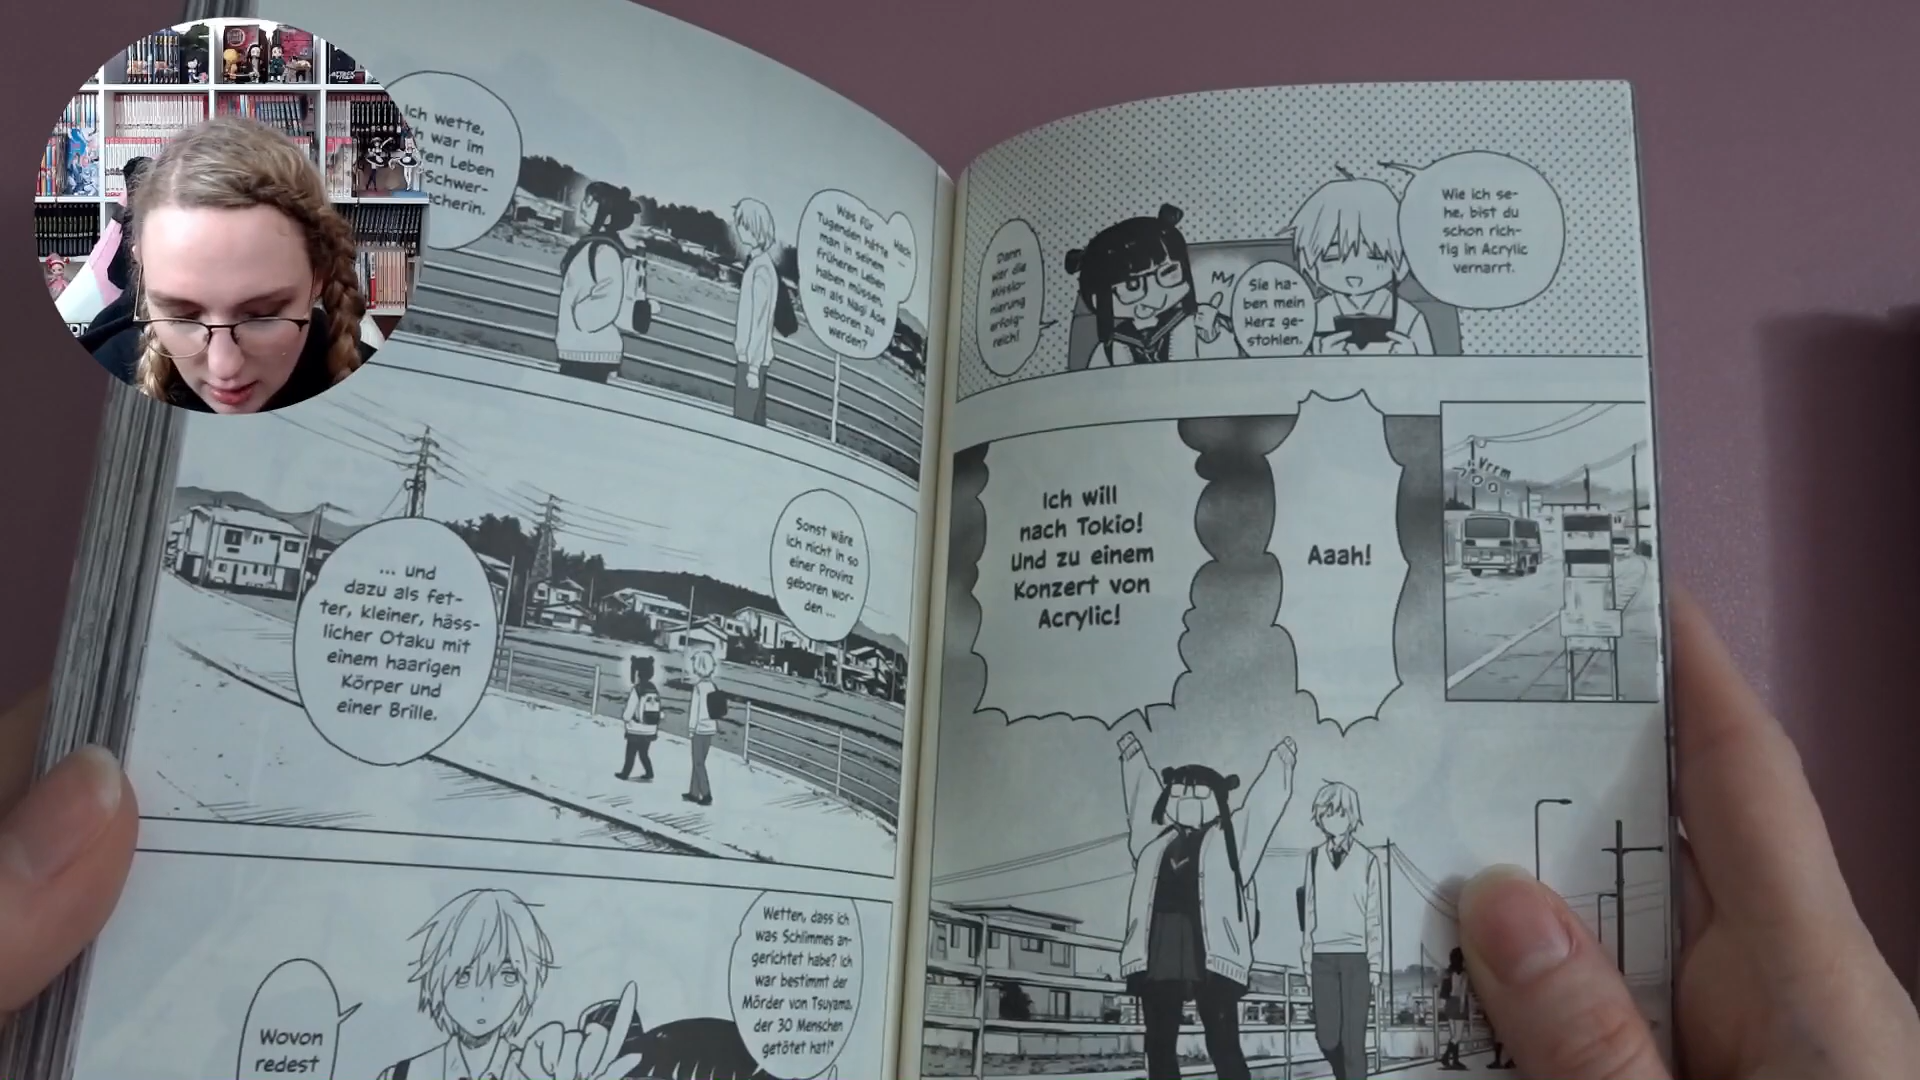 Ich wette,
war im
Leben
Schwer-
Hach
...
Was für
Tugenden hätte
man in seinem
früheren Leben
haben müssen,
um als Nagi Aoe
geboren zu
werden?
Sonst wäre
ich nicht in so
einer Provinz
geboren wor-
den ...
... und
dazu als fet-
ter, kleiner, häss-
licher Otaku mit
einem haarigen
Körper und
einer Brille.
Wetten, dass ich
was Schlimmes an-
gerichtet habe? Ich
war bestimmt der
Mörder von Tsuyama,
der 30 Menschen
getötet hat!*
Wovon
redest
Wie ich se-
he, bist du
schon rich-
tig in Acrylic
vernarrt.
Sie ha-
ben mein
Herz ge-
stohlen.
Dann
war die
Missio-
nierung
erfolg-
reich!
Vrrm
Aaah!
Ich will
nach Tokio!
Und zu einem
Konzert von
Acrylic!